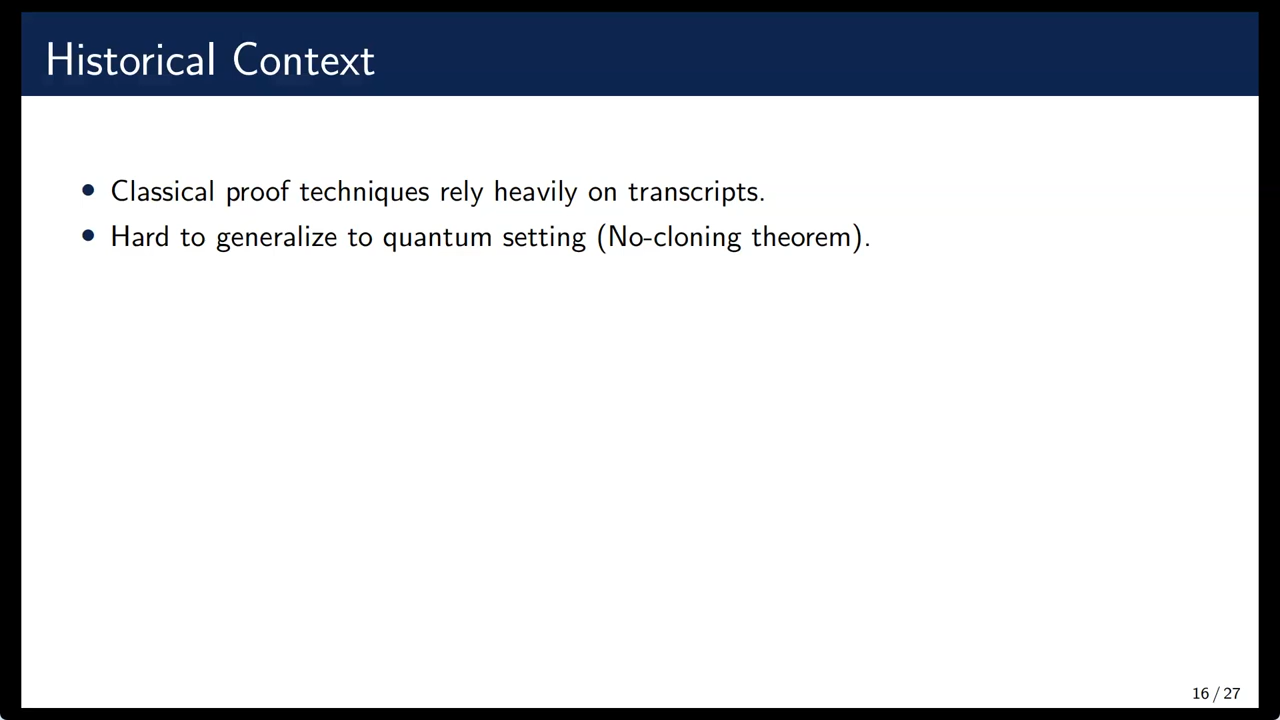 Historical Context
• Classical proof techniques rely heavily on transcripts.
• Hard to generalize to quantum setting (No-cloning theorem).
16 / 27